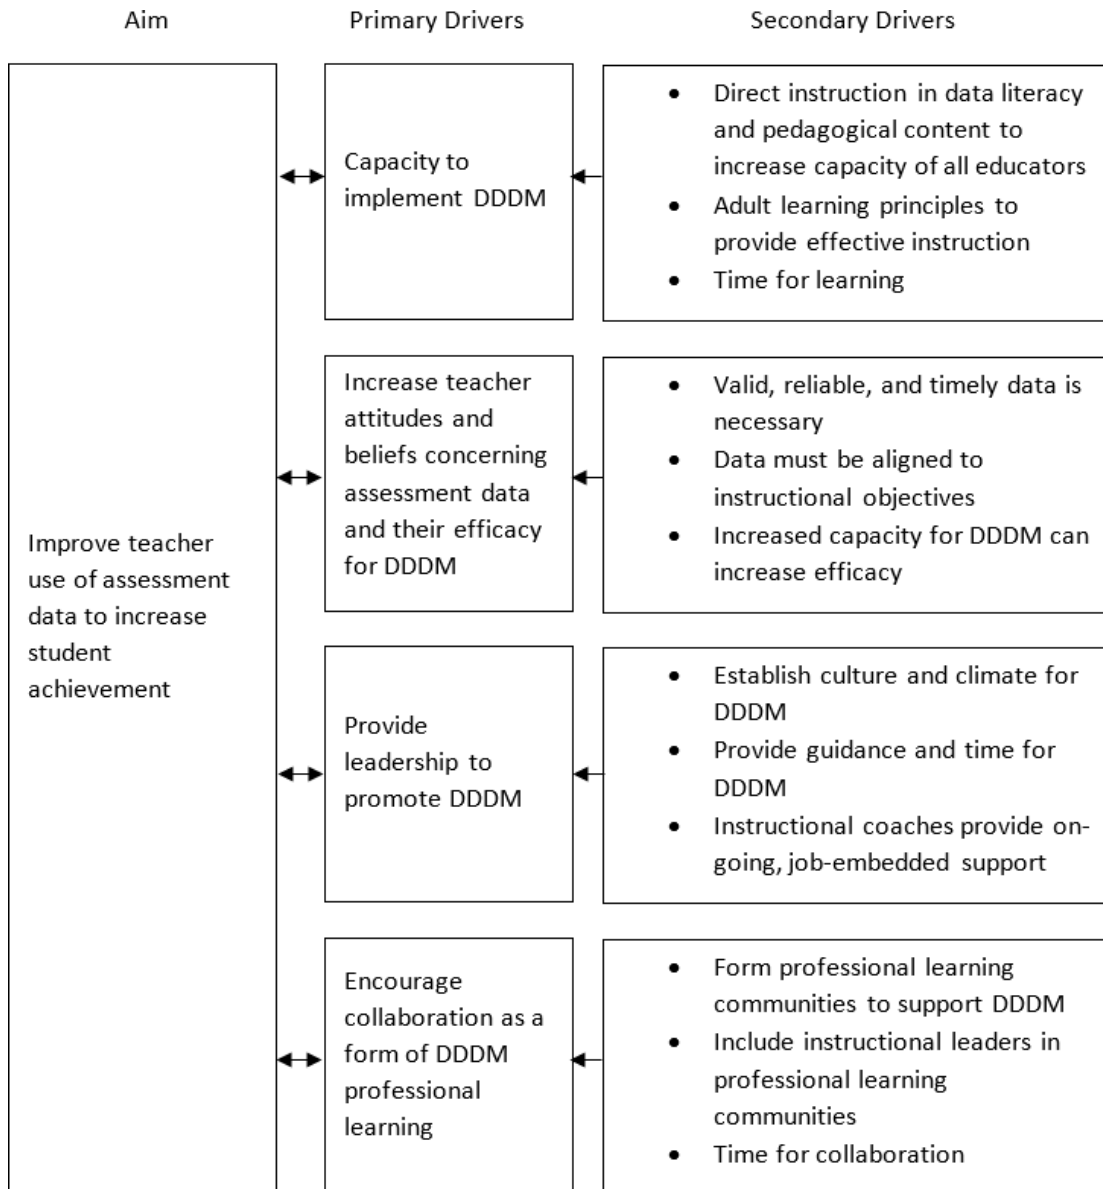 Aim
Primary Drivers
Secondary Drivers
Improve teacher
use of assessment
data to increase
student
achievement
Capacity to
implement DDDM
• Direct instruction in data literacy
and pedagogical content to
increase capacity of all educators
• Adult learning principles to
provide effective instruction
• Time for learning
Increase teacher
attitudes and
beliefs concerning
assessment data
and their efficacy
for DDDM
• Valid, reliable, and timely data is
necessary
• Data must be aligned to
instructional objectives
• Increased capacity for DDDM can
increase efficacy
Provide
leadership to
promote DDDM
• Establish culture and climate for
DDDM
• Provide guidance and time for
DDDM
• Instructional coaches provide on-
going, job-embedded support
Encourage
collaboration as a
form of DDDM
professional
learning
• Form professional learning
communities to support DDDM
• Include instructional leaders in
professional learning
communities
• Time for collaboration